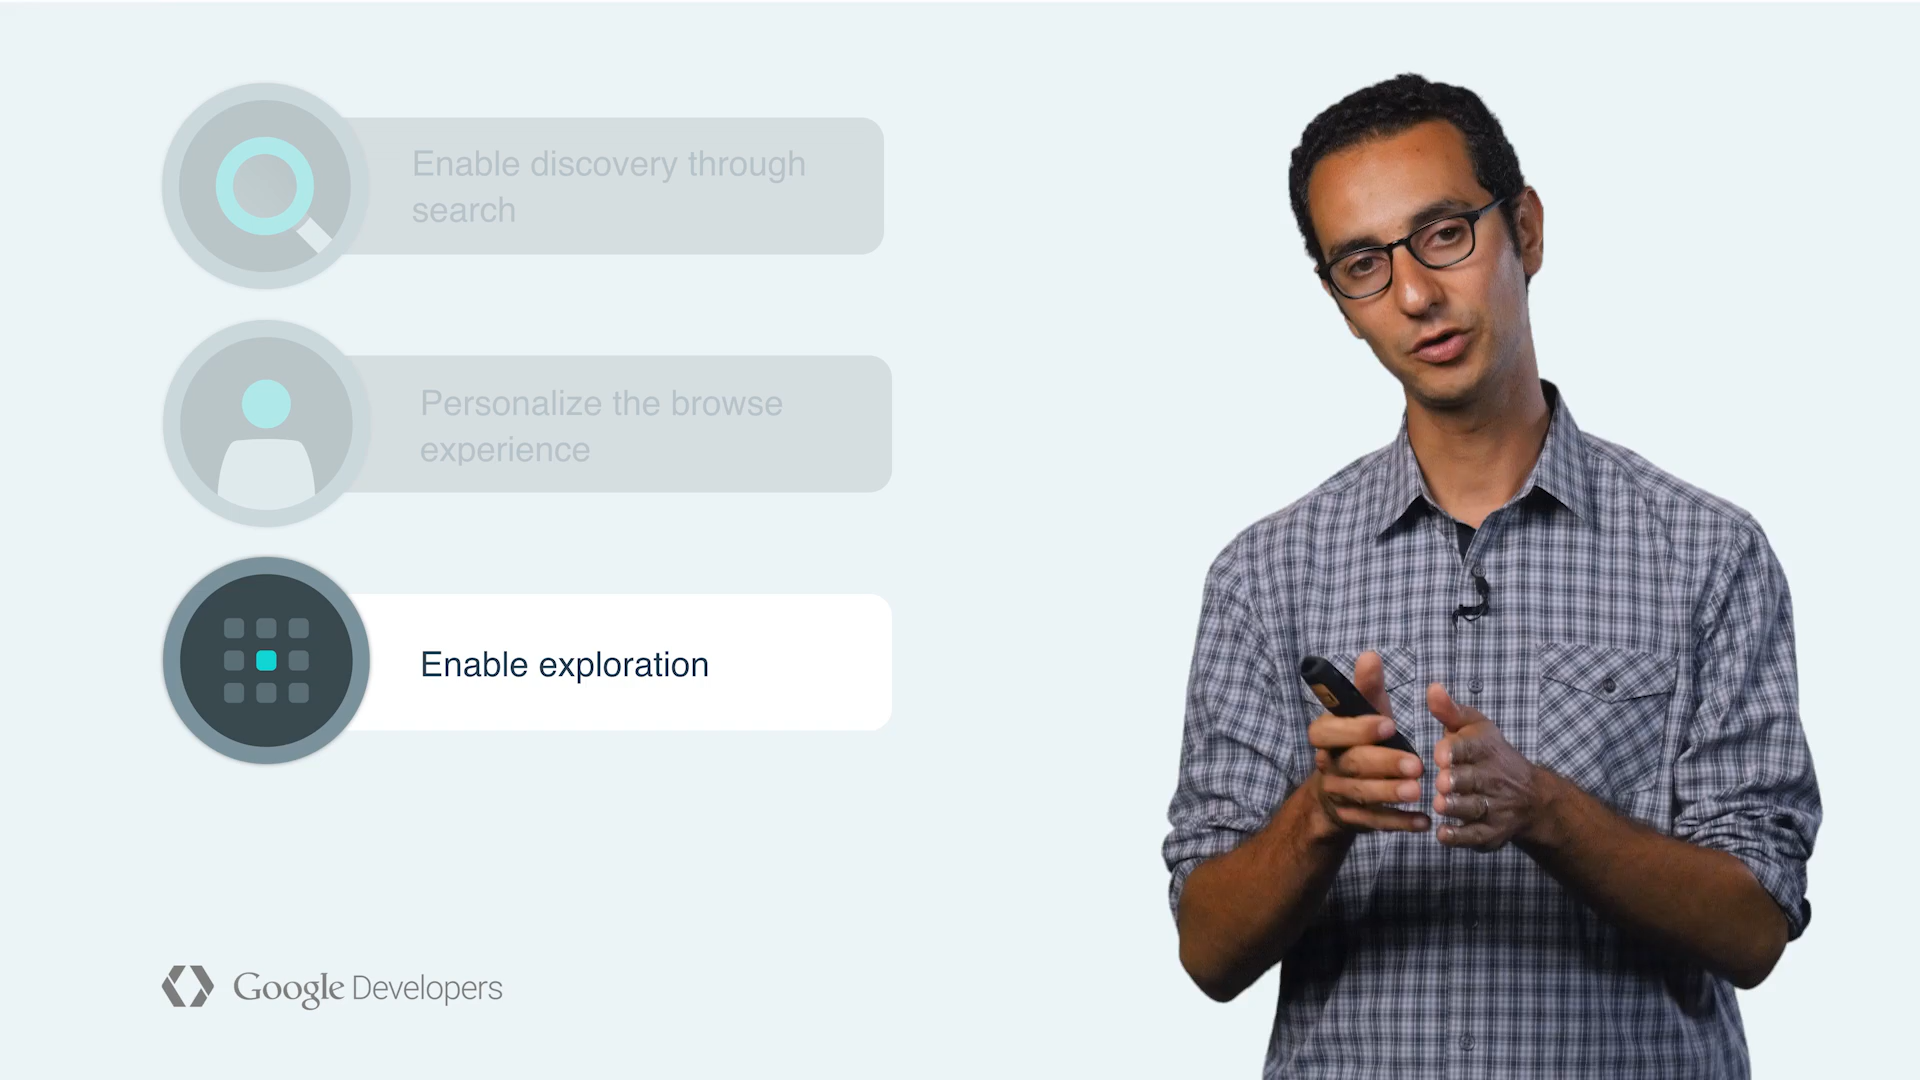 Enable discovery through
search
Personalize the browse
experience
Enable exploration
Google Developers